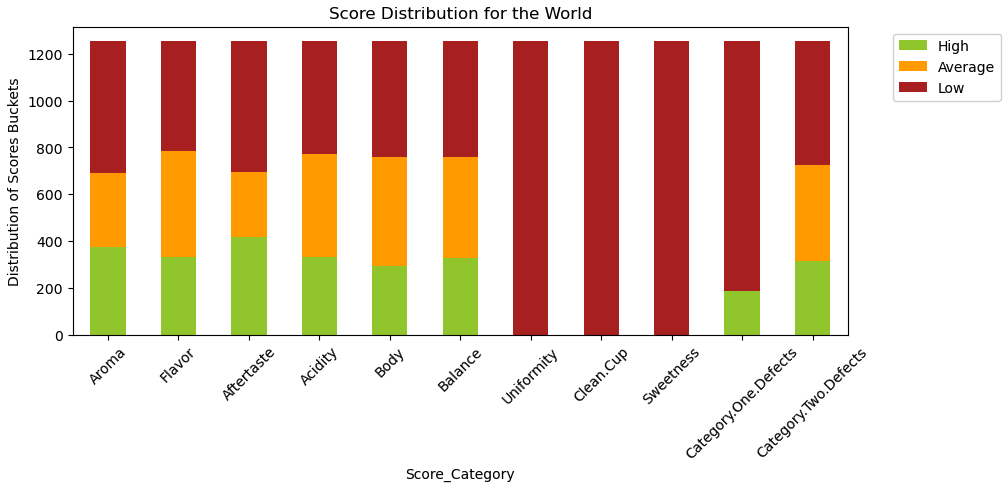 Score Distribution for the World
High
Average
Low
Distribution of Scores Buckets
1200
1000
800
600
400
200
0
Aroma
Flavor
Aftertaste
Acidity
Body
Balance
Uniformity
Clean.Cup
Sweetness
Category.One.Defects
Category.Two.Defects
Score_Category